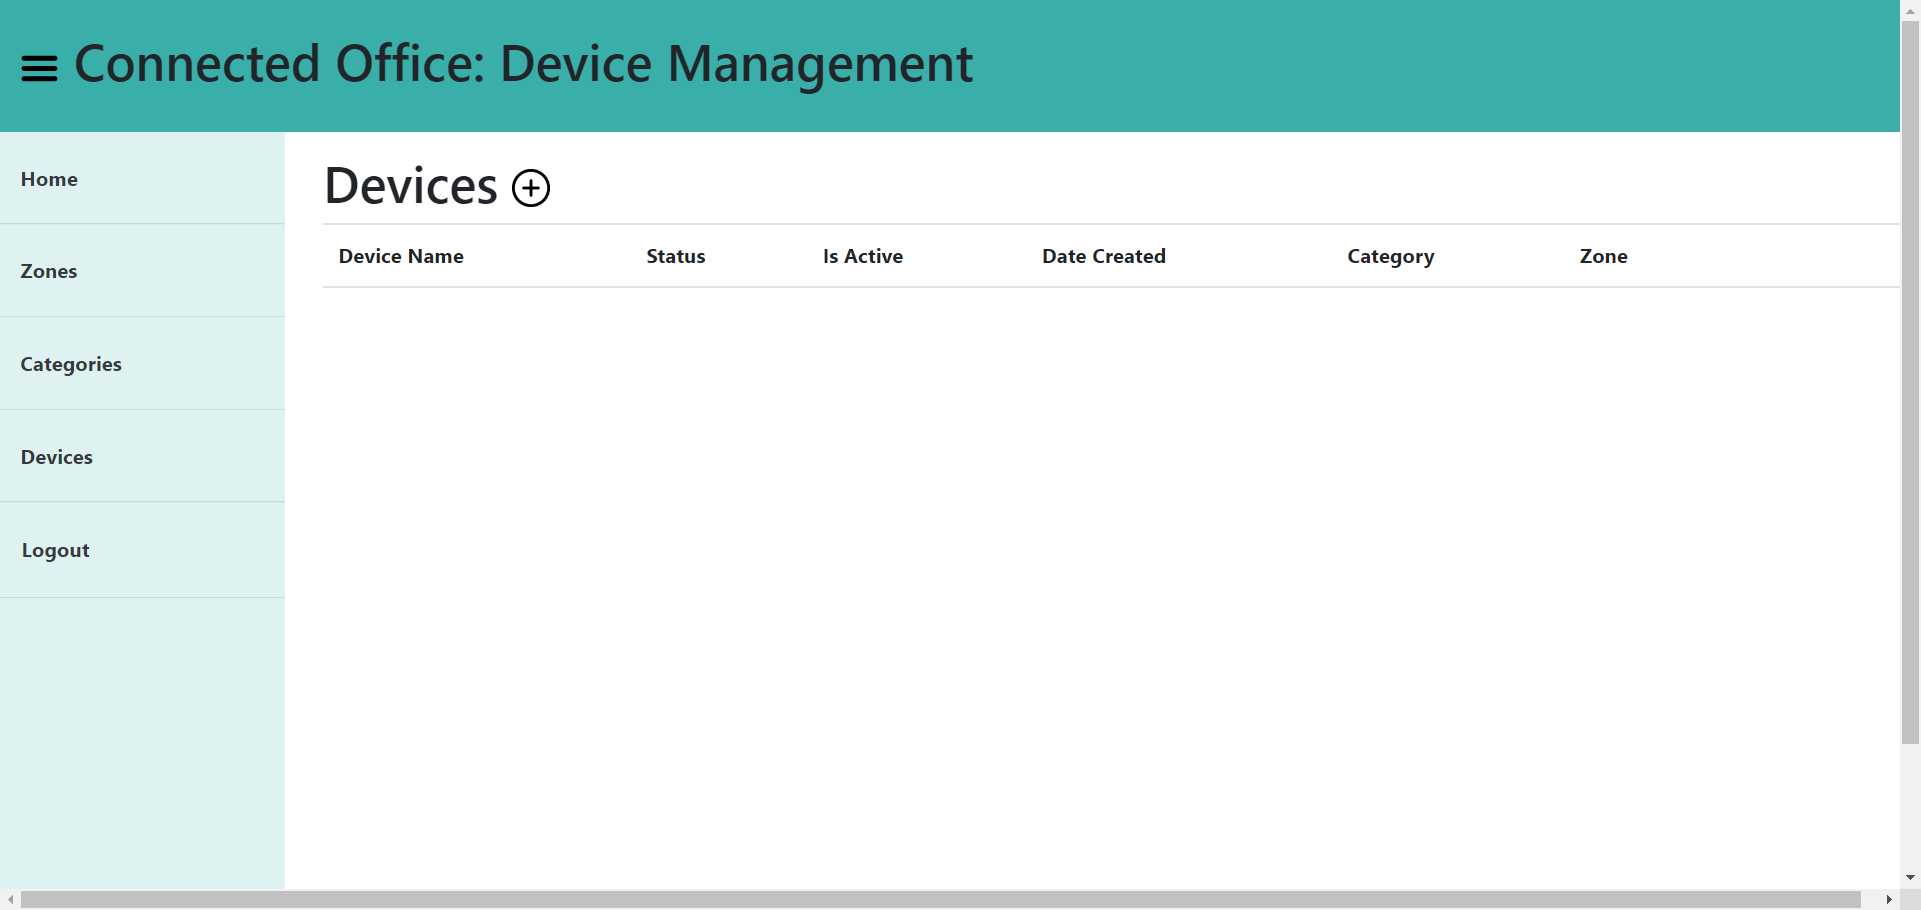 Connected Office: Device Management
Home
Zones
Categories
Devices
Logout
Devices
Device Name Status Is Active Date Created Category Zone